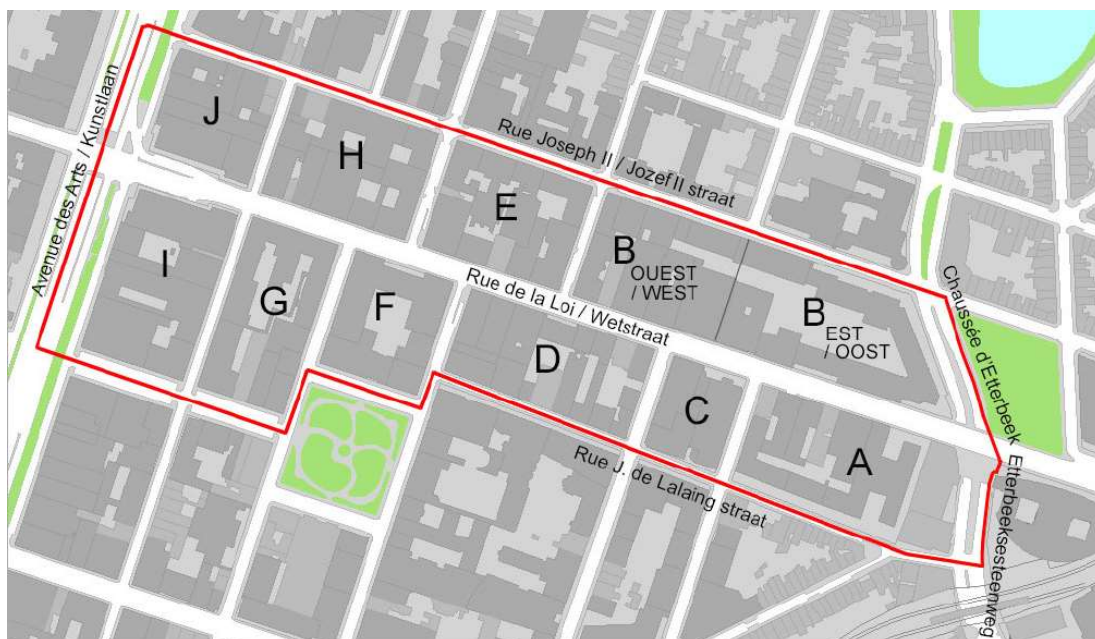 J
H
Rue Joseph II / Jozef II straat
Avenue des Arts / Kunstlaan
E
B
OUEST
/ WEST
I
G
F
Rue de la Loi / Wetstraat
B
EST
/ OOST
D
C
A
Chaussée d'Etterbeek Etterbeeksesteenweg
Rue J. de Lalaing straat